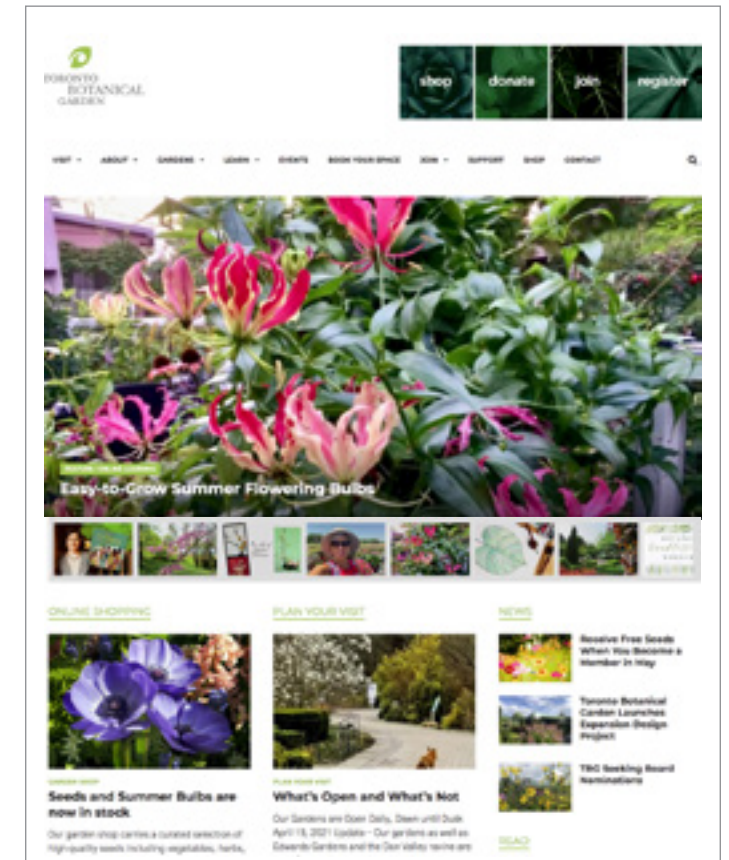 TORONTO
BOTANICAL
GARDEN
shop
donate
join
register
VISIT
ABOUT
GARDENS
LEARN
EVENTS
BOOK YOUR SPACE
JOIN
SUPPORT
SHOP
CONTACT
Easy-to-Grow Summer Flowering Bulbs
ONLINE SHOPPING
GARDEN SHOP
Seeds and Summer Bulbs are
now in stock
Our garden shop carries a curated selection of
high quality seeds including vegetables, herbs,
PLAN YOUR VISIT
PLAN YOUR VISIT
What's Open and What's Not
Our Gardens are Open Daily, Dawn until Dusk
April 15, 2021 Update - Our gardens as well as
Edwards Gardens and the Don Valley ravine are
NEWS
Receive Free Seeds
When You Become a
Member in May
Toronto Botanical
Garden Launches
Expansion Design
Project
TBG Seeking Board
Nominations
READ